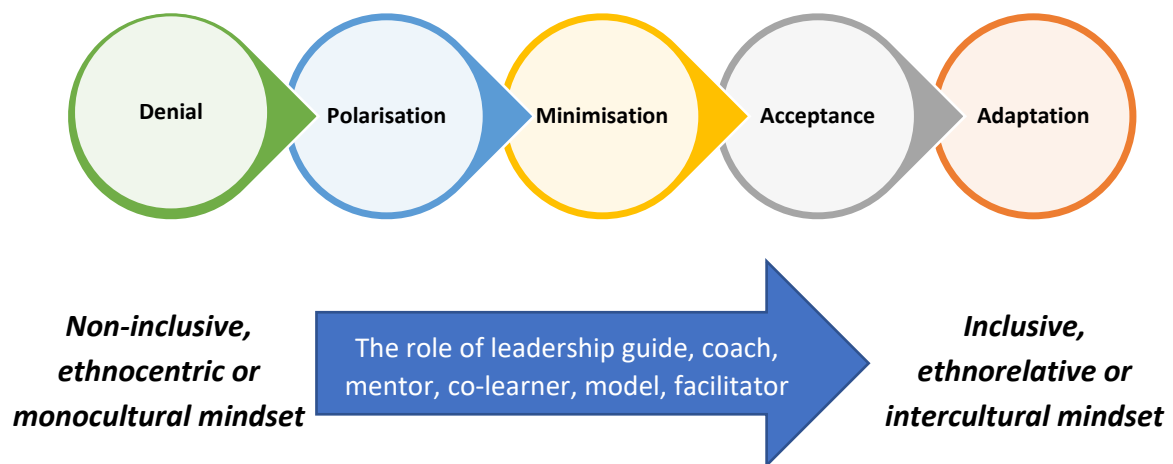 Denial
Polarisation
Minimisation
Acceptance
Adaptation
Non-inclusive,
ethnocentric or
monocultural mindset
The role of leadership guide, coach,
mentor, co-learner, model, facilitator
Inclusive,
ethnorelative or
intercultural mindset